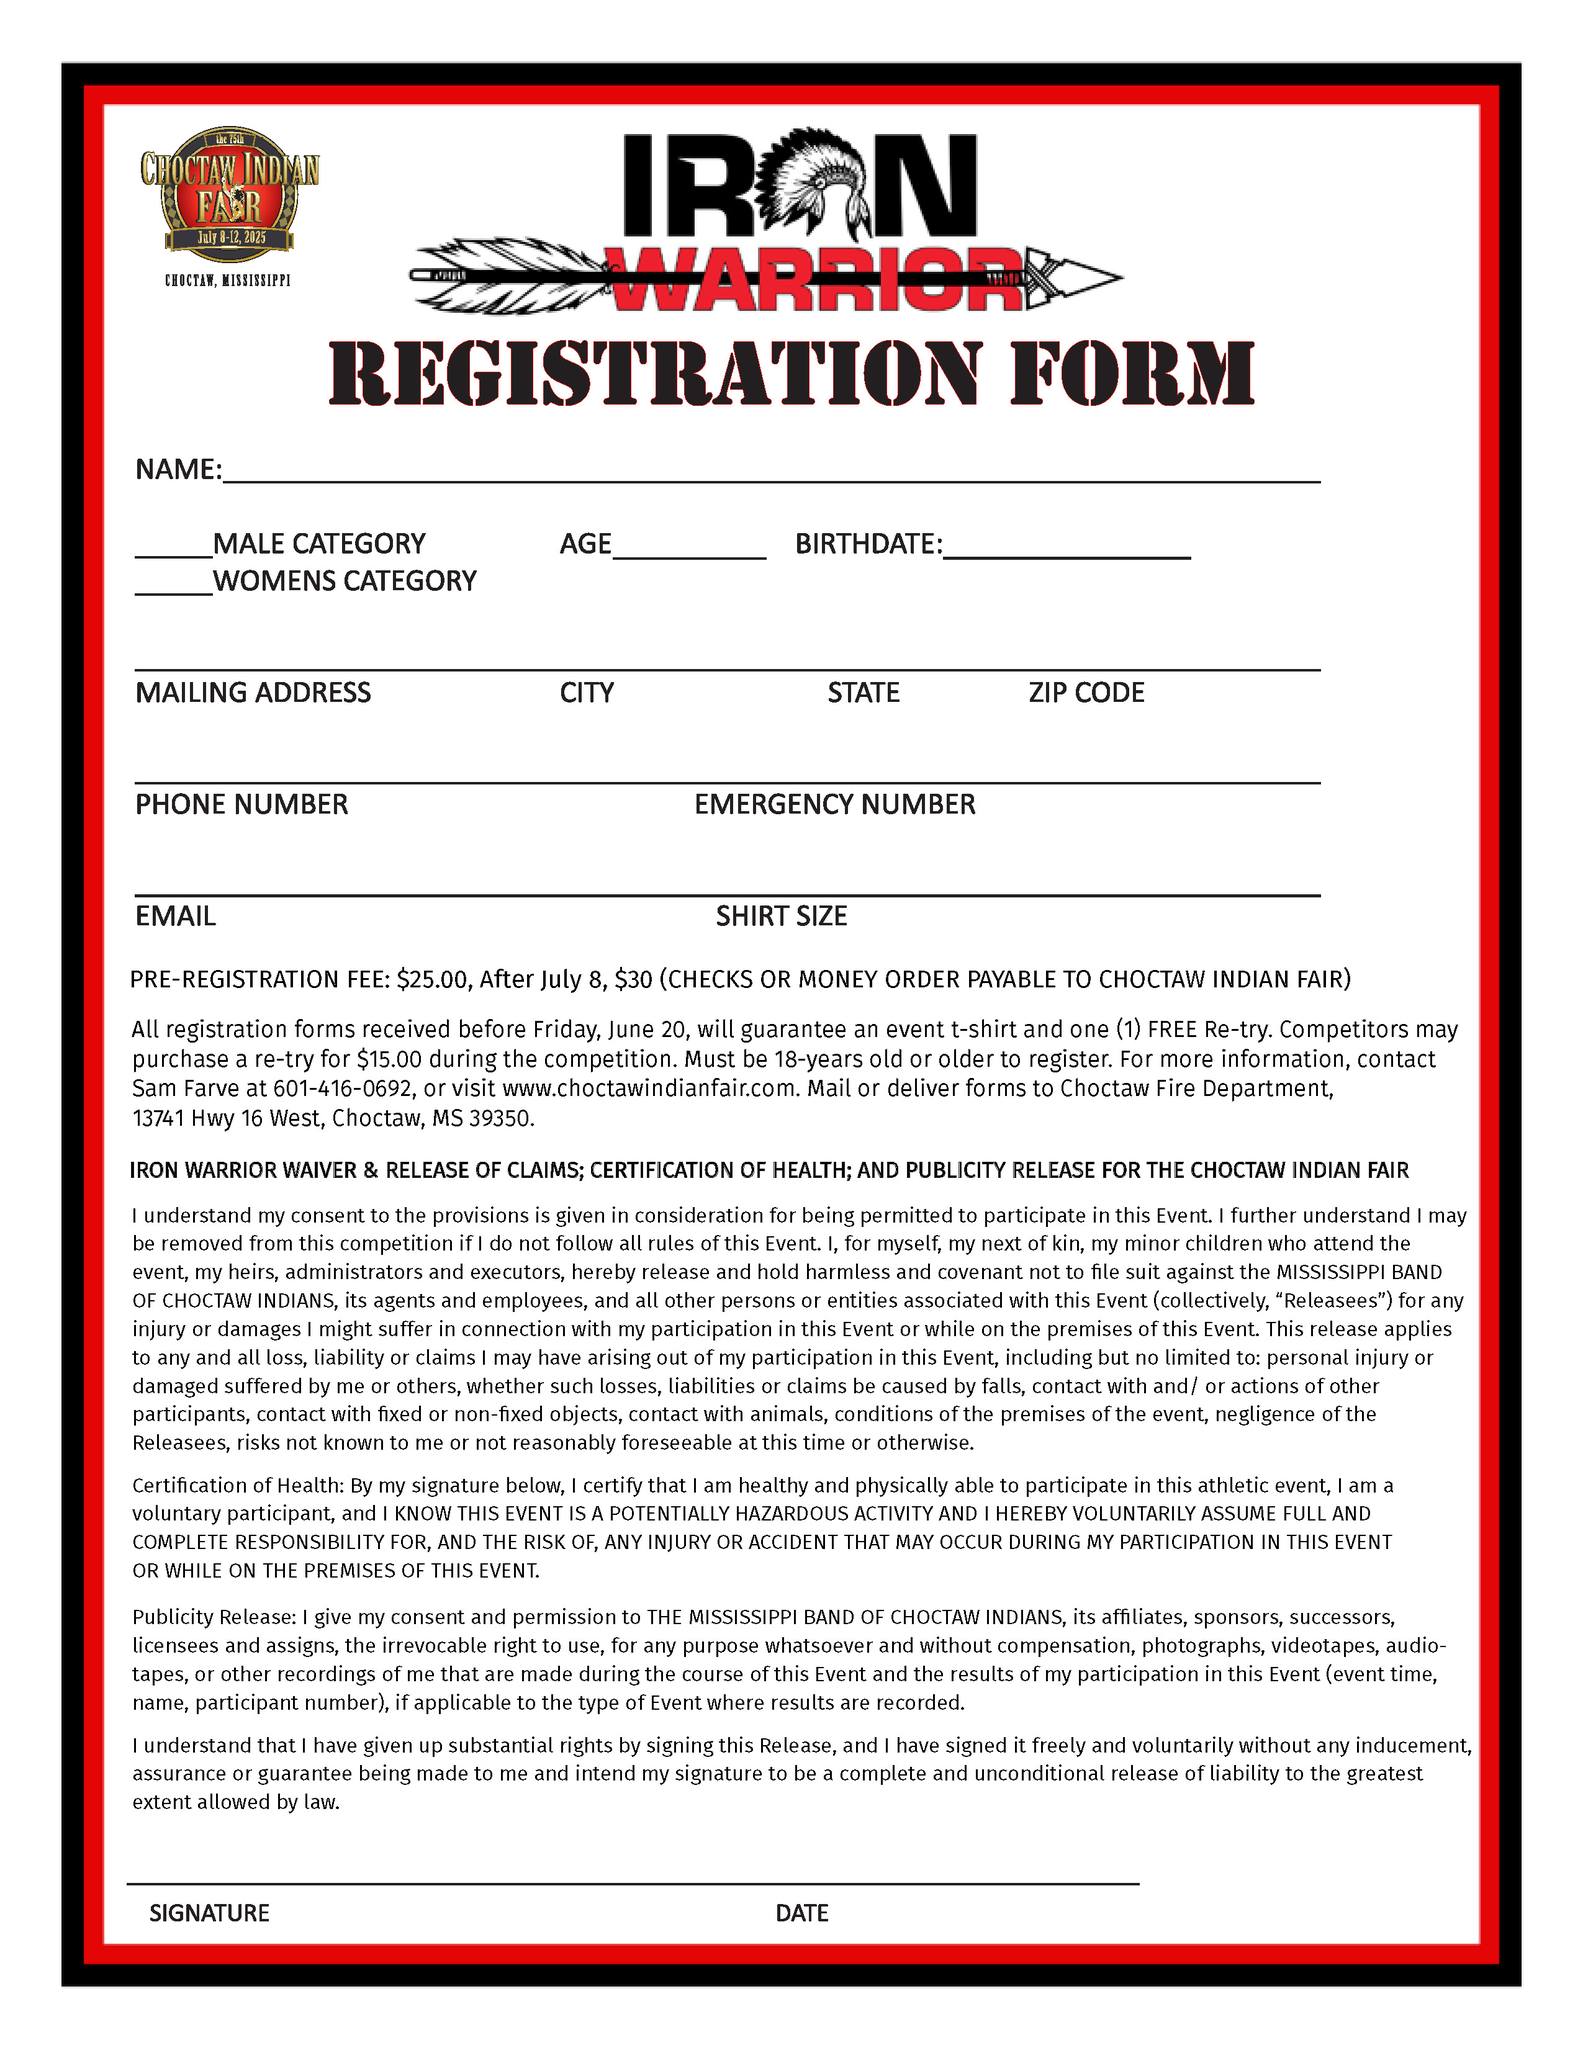 the 75th
CHOCTAW INDIAN
FAIR
July 8-12, 2025
CHOCTAW, MISSISSIPPI
IRON
WARRIOR
REGISTRATION FORM
NAME:
MALE CATEGORY AGE BIRTHDATE:
WOMENS CATEGORY
MAILING ADDRESS CITY STATE ZIP CODE
PHONE NUMBER EMERGENCY NUMBER
EMAIL SHIRT SIZE
PRE-REGISTRATION FEE: $25.00, After July 8, $30 (CHECKS OR MONEY ORDER PAYABLE TO CHOCTAW INDIAN FAIR)
All registration forms received before Friday, June 20, will guarantee an event t-shirt and one (1) FREE Re-try. Competitors may
purchase a re-try for $15.00 during the competition. Must be 18-years old or older to register. For more information, contact
Sam Farve at 601-416-0692, or visit www.choctawindianfair.com. Mail or deliver forms to Choctaw Fire Department,
13741 Hwy 16 West, Choctaw, MS 39350.
IRON WARRIOR WAIVER & RELEASE OF CLAIMS; CERTIFICATION OF HEALTH; AND PUBLICITY RELEASE FOR THE CHOCTAW INDIAN FAIR
I understand my consent to the provisions is given in consideration for being permitted to participate in this Event. I further understand I may
be removed from this competition if I do not follow all rules of this Event. I, for myself, my next of kin, my minor children who attend the
event, my heirs, administrators and executors, hereby release and hold harmless and covenant not to file suit against the MISSISSIPPI BAND
OF CHOCTAW INDIANS, its agents and employees, and all other persons or entities associated with this Event (collectively, “Releasees”) for any
injury or damages I might suffer in connection with my participation in this Event or while on the premises of this Event. This release applies
to any and all loss, liability or claims I may have arising out of my participation in this Event, including but no limited to: personal injury or
damaged suffered by me or others, whether such losses, liabilities or claims be caused by falls, contact with and/ or actions of other
participants, contact with fixed or non-fixed objects, contact with animals, conditions of the premises of the event, negligence of the
Releasees, risks not known to me or not reasonably foreseeable at this time or otherwise.
Certification of Health: By my signature below, I certify that I am healthy and physically able to participate in this athletic event, I am a
voluntary participant, and I KNOW THIS EVENT IS A POTENTIALLY HAZARDOUS ACTIVITY AND I HEREBY VOLUNTARILY ASSUME FULL AND
COMPLETE RESPONSIBILITY FOR, AND THE RISK OF, ANY INJURY OR ACCIDENT THAT MAY OCCUR DURING MY PARTICIPATION IN THIS EVENT
OR WHILE ON THE PREMISES OF THIS EVENT.
Publicity Release: I give my consent and permission to THE MISSISSIPPI BAND OF CHOCTAW INDIANS, its affiliates, sponsors, successors,
licensees and assigns, the irrevocable right to use, for any purpose whatsoever and without compensation, photographs, videotapes, audio-
tapes, or other recordings of me that are made during the course of this Event and the results of my participation in this Event (event time,
name, participant number), if applicable to the type of Event where results are recorded.
I understand that I have given up substantial rights by signing this Release, and I have signed it freely and voluntarily without any inducement,
assurance or guarantee being made to me and intend my signature to be a complete and unconditional release of liability to the greatest
extent allowed by law.
SIGNATURE DATE